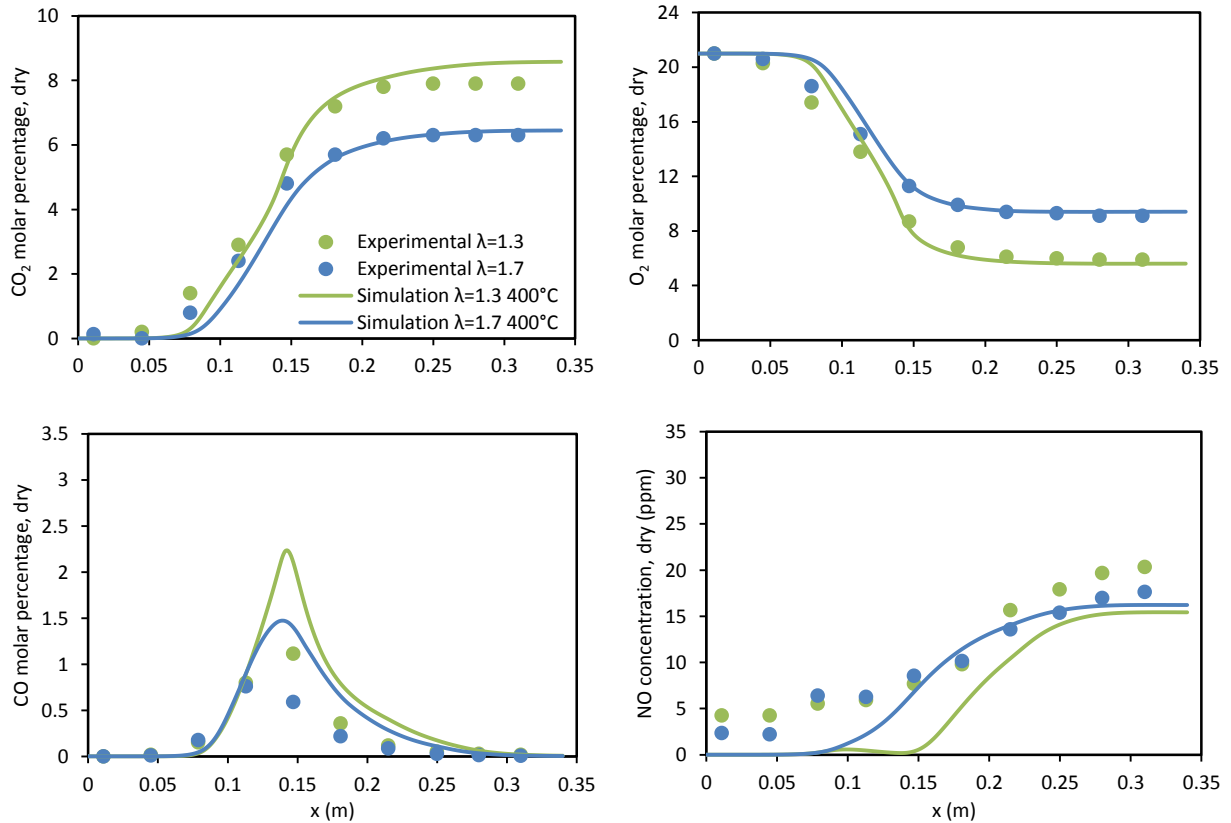 CO2 molar percentage, dry
10
8
6
4
2
0
0 0.05 0.1 0.15 0.2 0.25 0.3 0.35
Experimental λ=1.3
Experimental λ=1.7
Simulation λ=1.3 400°C
Simulation λ=1.7 400°C
O2 molar percentage, dry
24
20
16
12
8
4
0
0 0.05 0.1 0.15 0.2 0.25 0.3 0.35
CO molar percentage, dry
3.5
3
2.5
2
1.5
1
0.5
0
0 0.05 0.1 0.15 0.2 0.25 0.3 0.35
x (m)
NO concentration, dry (ppm)
35
30
25
20
15
10
5
0
0 0.05 0.1 0.15 0.2 0.25 0.3 0.35
x (m)